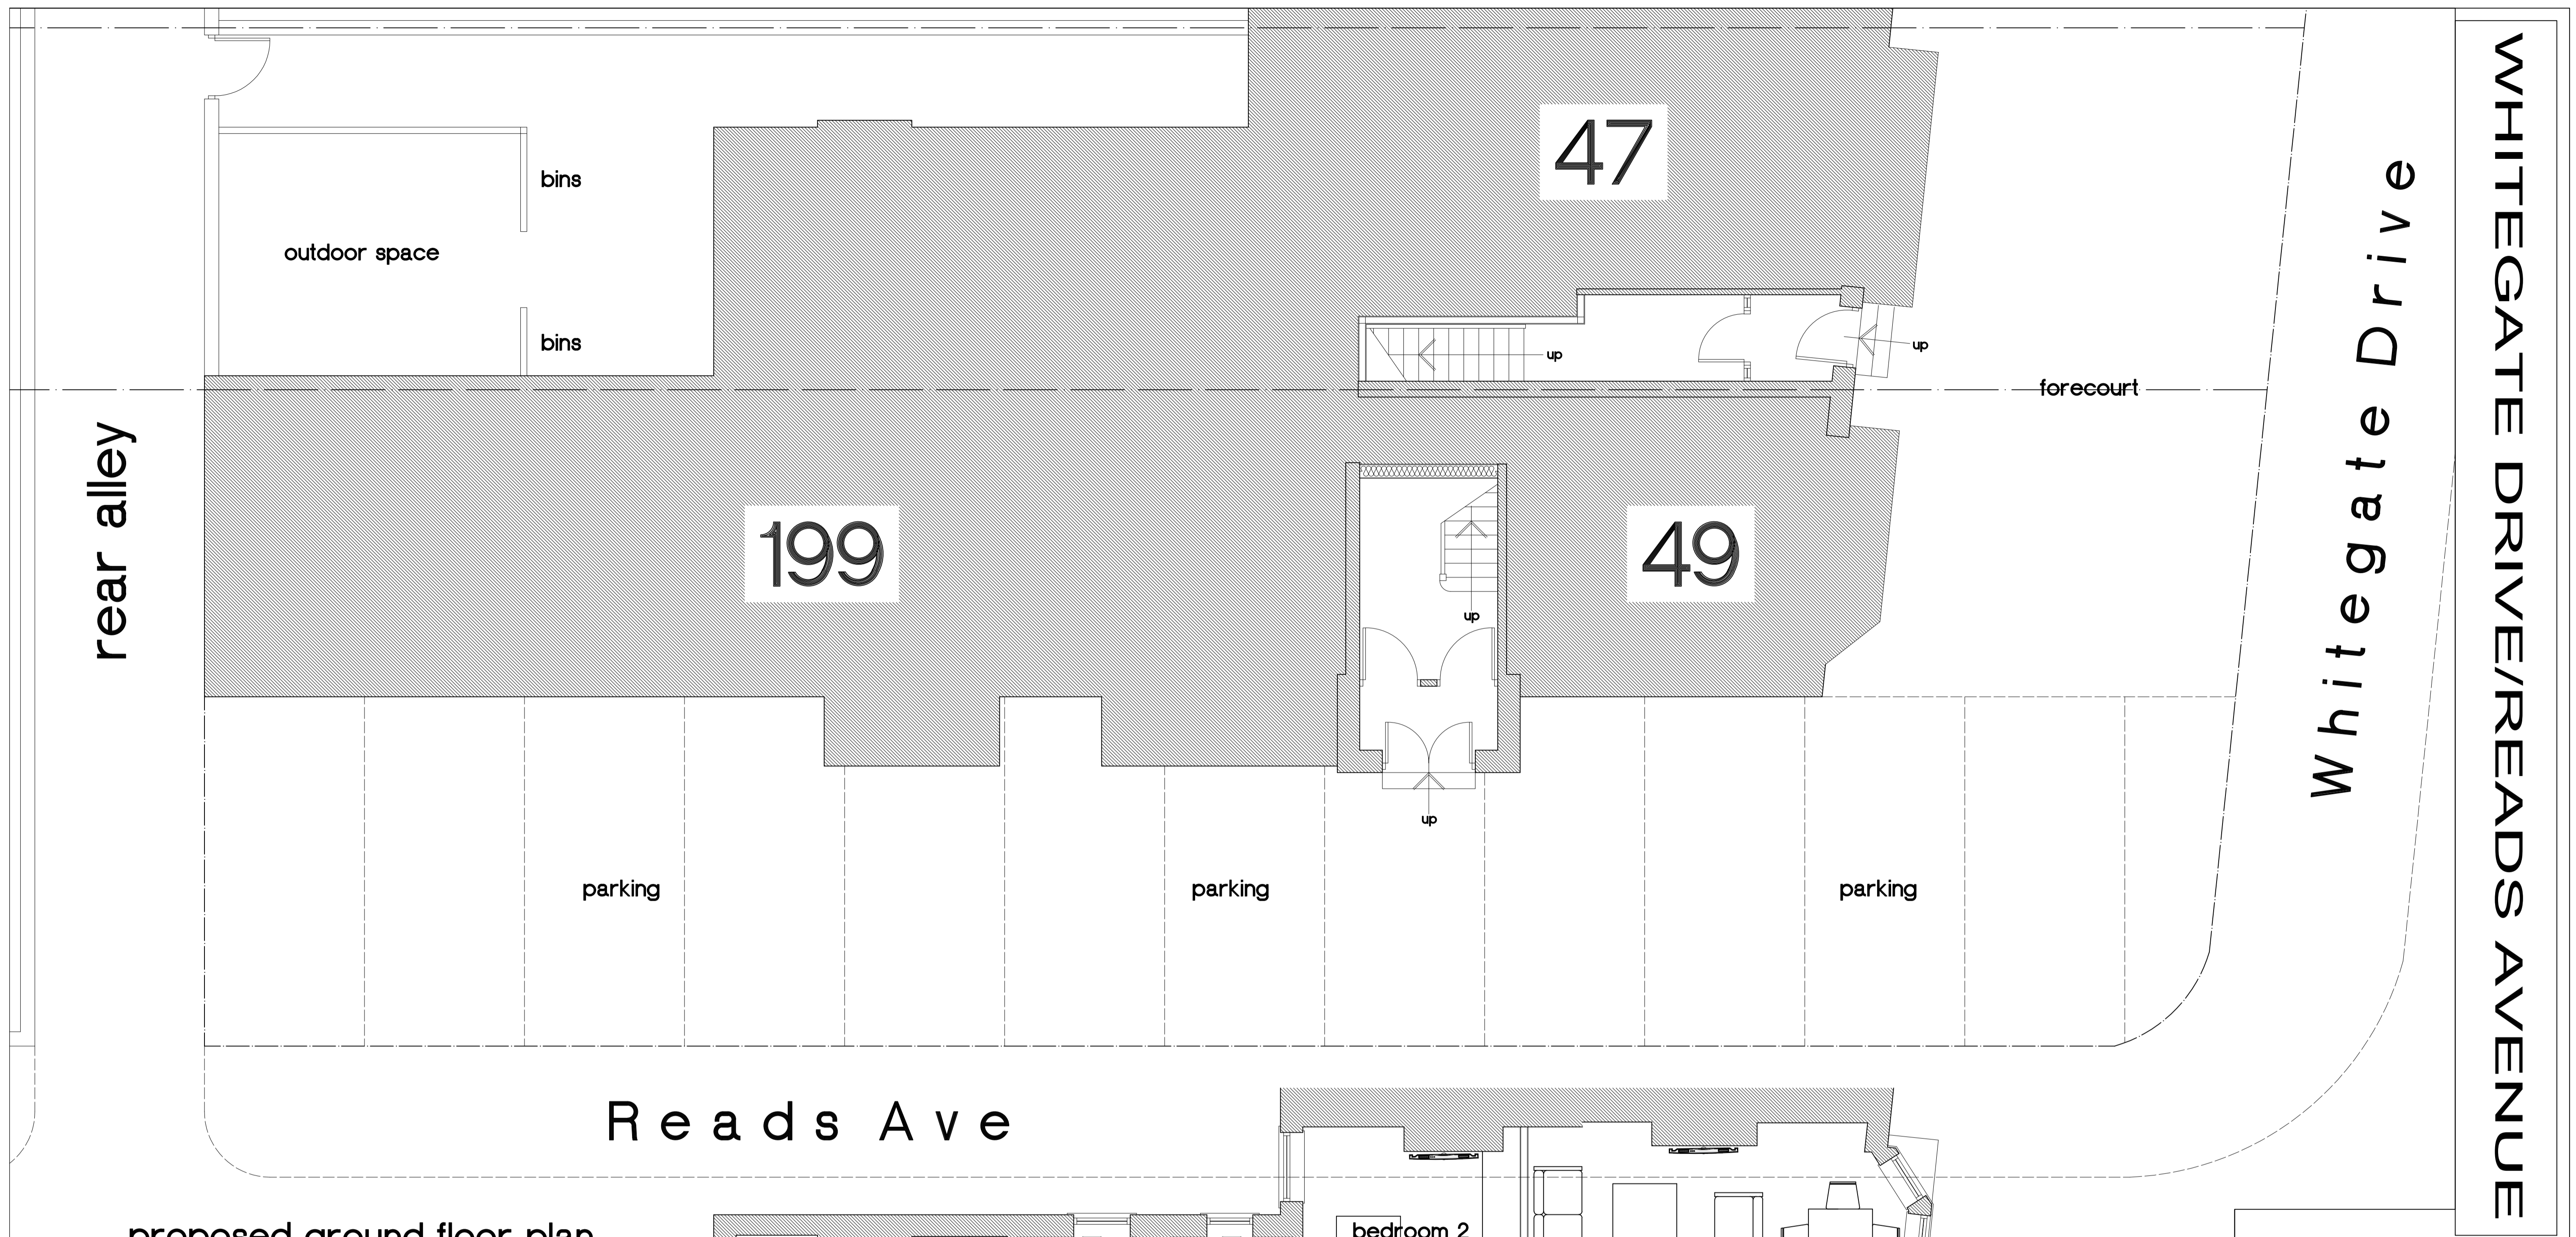 47
WHITEGATE DRIVE/READS AVENUE
bins
Whitegate Drive
outdoor space
bins
up
up
forecourt
rear alley
199
49
up
up
parking
parking
parking
Reads Ave
proposed ground floor plan
bedroom 2